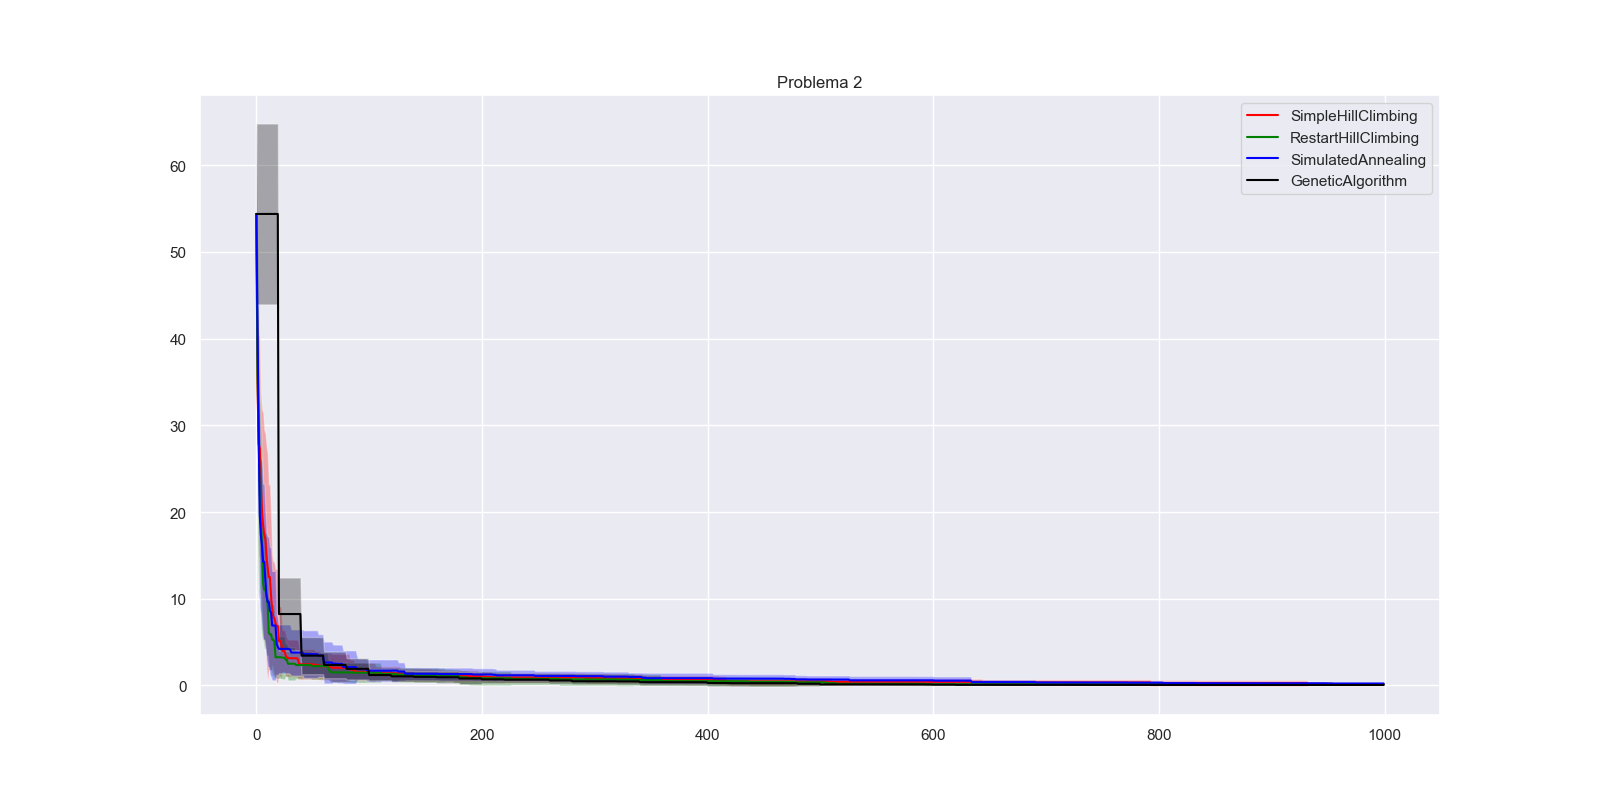 Problema 2
SimpleHillClimbing
RestartHillClimbing
SimulatedAnnealing
GeneticAlgorithm
60
50
40
30
20
10
0
0 200 400 600 800 1000